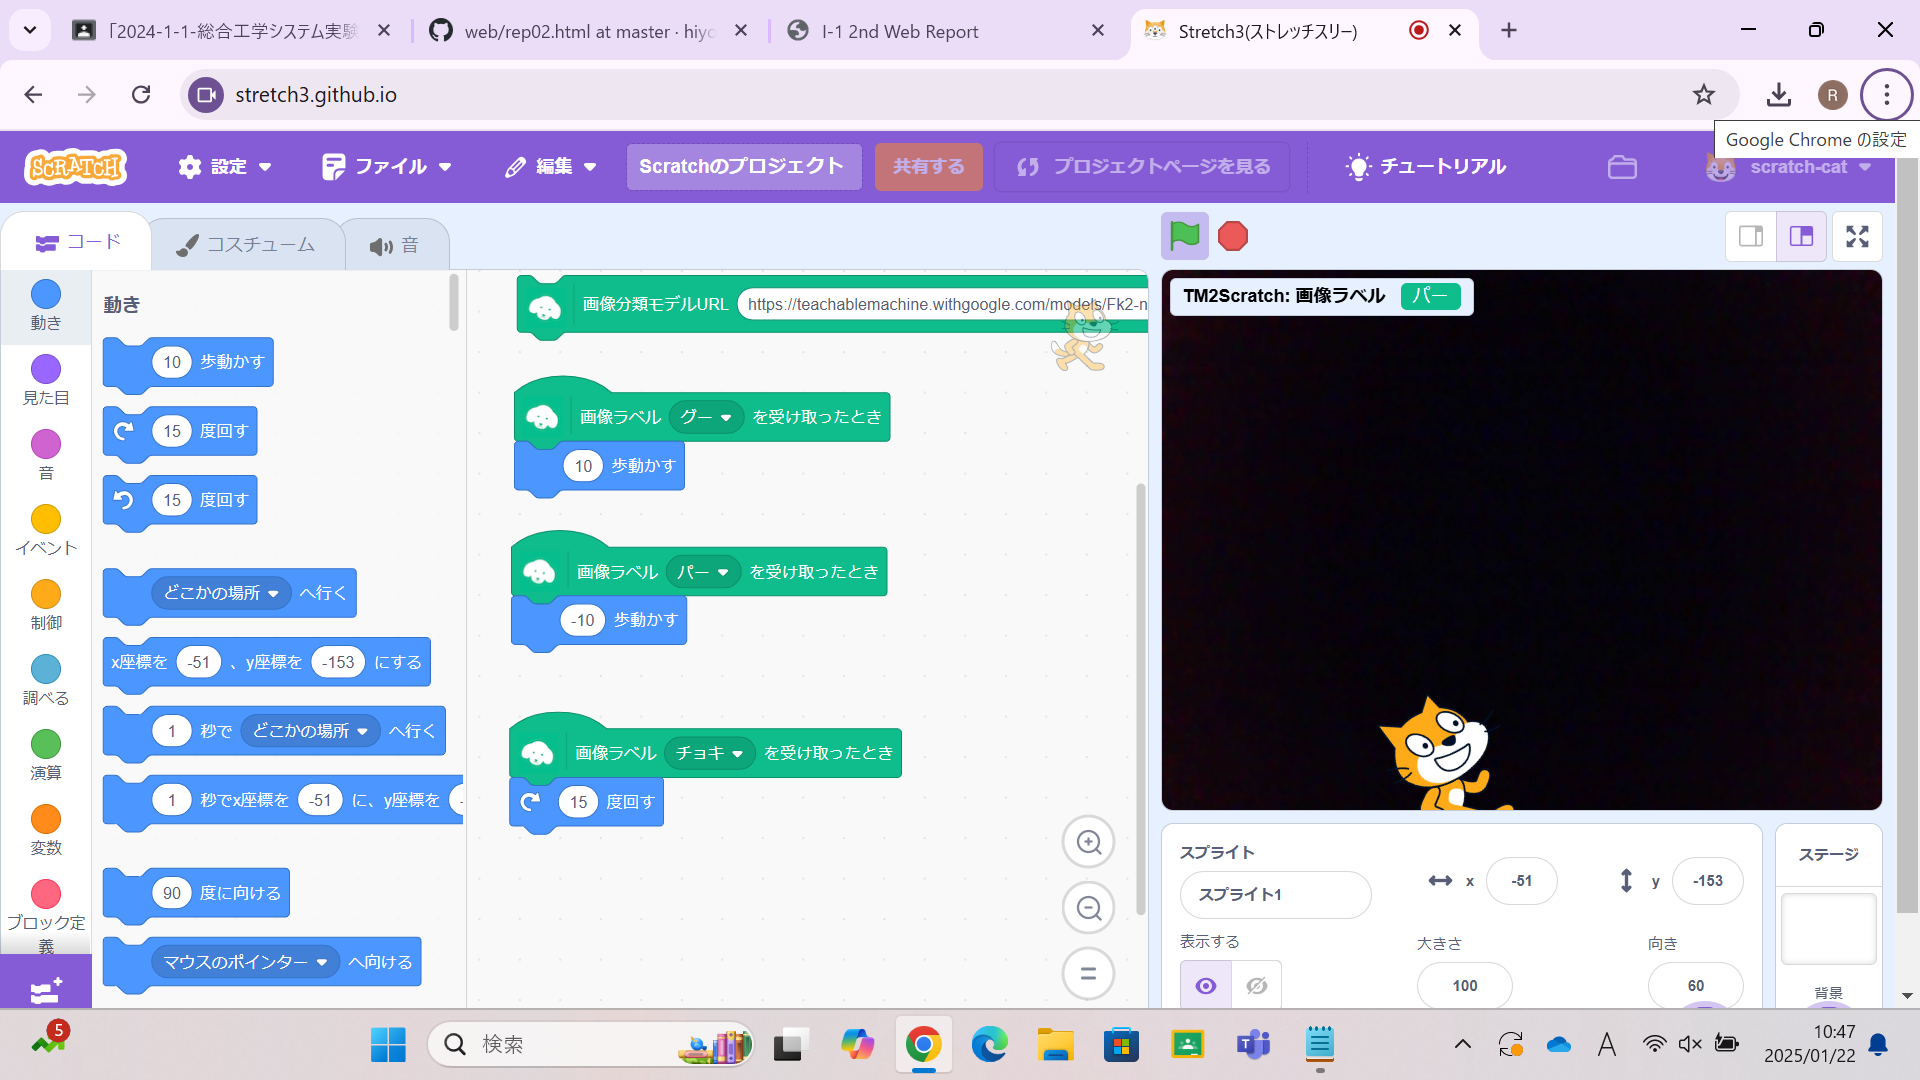 「2024-1-1-総合工学システム実験
web/rep02.html at master · hiyo
I-1 2nd Web Report
Stretch3(ストレッチスリー)
stretch3.github.io
R
Google Chrome の設定
SCRATCH
設定
ファイル
編集
Scratchのプロジェクト
共有する
プロジェクトページを見る
チュートリアル
scratch-cat
コード
コスチューム
音
動き
見た目
音
イベント
制御
調べる
演算
変数
ブロック定
義
動き
10 歩動かす
15 度回す
15 度回す
どこかの場所 へ行く
x座標を -51 、y座標を -153 にする
1 秒で どこかの場所 へ行く
1 秒でx座標を -51 に、y座標を
90 度に向ける
マウスのポインター へ向ける
画像分類モデルURL https://teachablemachine.withgoogle.com/models/Fk2-n
画像ラベル グー を受け取ったとき
10 歩動かす
画像ラベル パー を受け取ったとき
-10 歩動かす
画像ラベル チョキ を受け取ったとき
15 度回す
TM2Scratch: 画像ラベル パー
スプライト
スプライト1
x -51
y -153
表示する
大きさ
100
向き
60
ステージ
背景
5
検索
A
10:47
2025/01/22